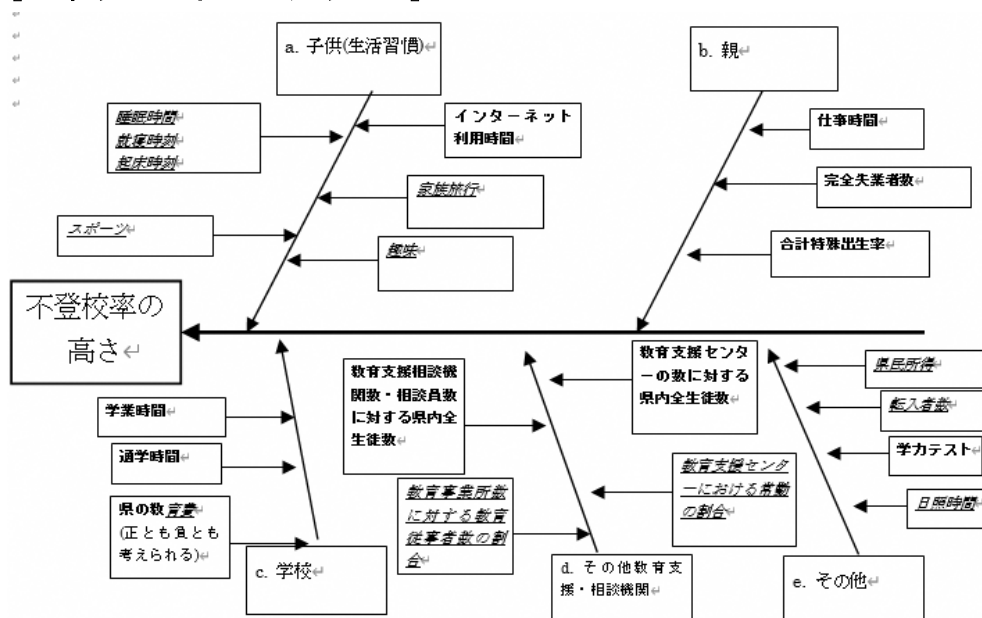 a. 子供(生活習慣)
b. 親
睡眠時間
就寝時刻
起床時刻
インターネット
利用時間
仕事時間
家族旅行
完全失業者数
スポーツ
趣味
合計特殊出生率
不登校率の
高さ
教育支援相談機
関数・相談員数
に対する県内全
生徒数
教育支援センタ
ーの数に対する
県内全生徒数
県民所得
転入者数
学業時間
通学時間
学力テスト
県の教育費
(正とも負とも
考えられる)
教育事業所数
に対する教育
従事者数の割
合
教育支援センタ
ーにおける常勤
の割合
日照時間
c. 学校
d. その他教育支
援・相談機関
e. その他